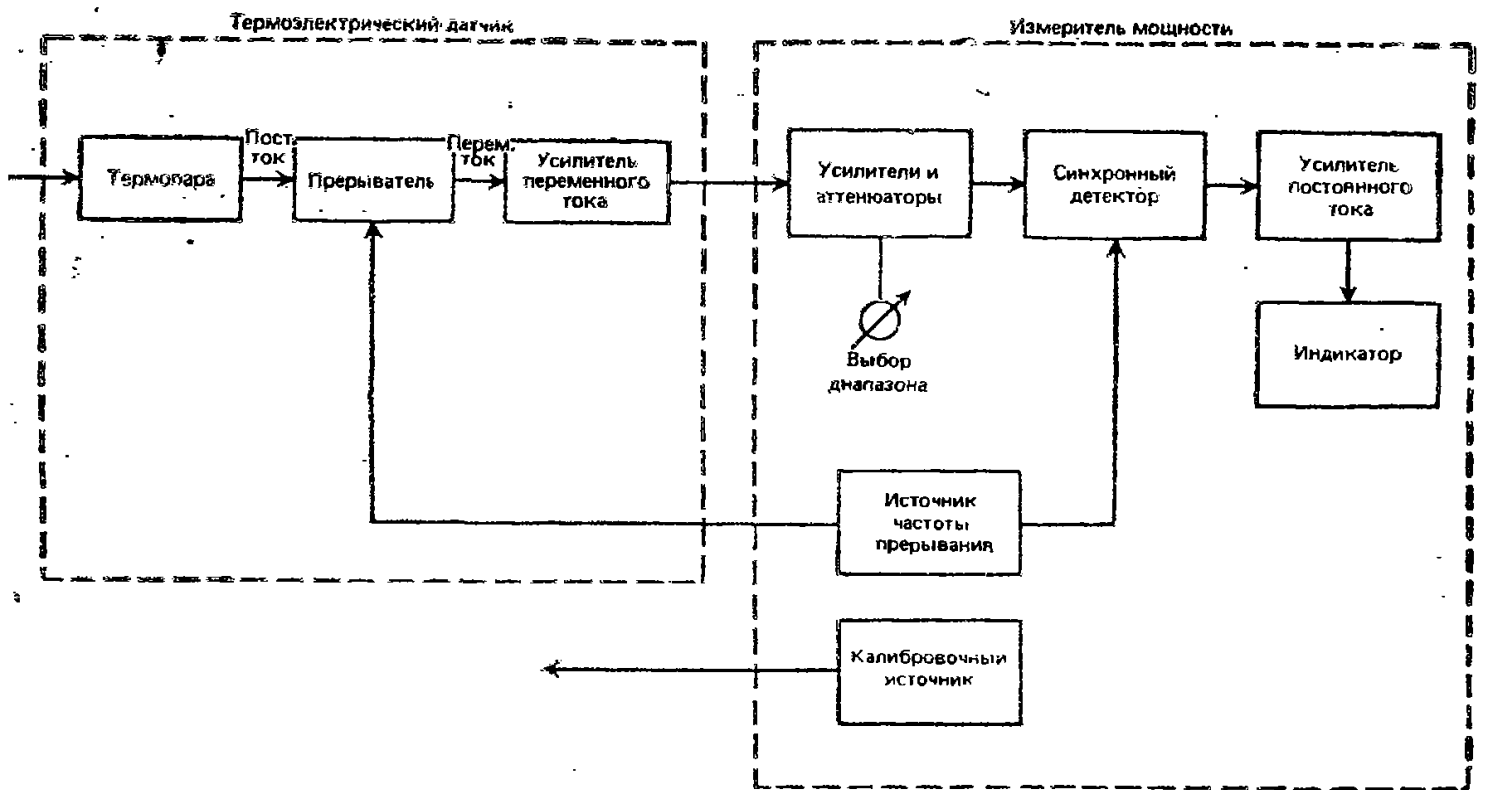 Термоэлектрический датчик
Измеритель мощности
Пост.
ток
Перем.
ток
Термопара
Прерыватель
Усилитель
переменного
тока
Усилители и
аттенюаторы
Синхронный
детектор
Усилитель
постоянного
тока
Выбор
диапазона
Индикатор
Источник
частоты
прерывания
Калибровочный
источник